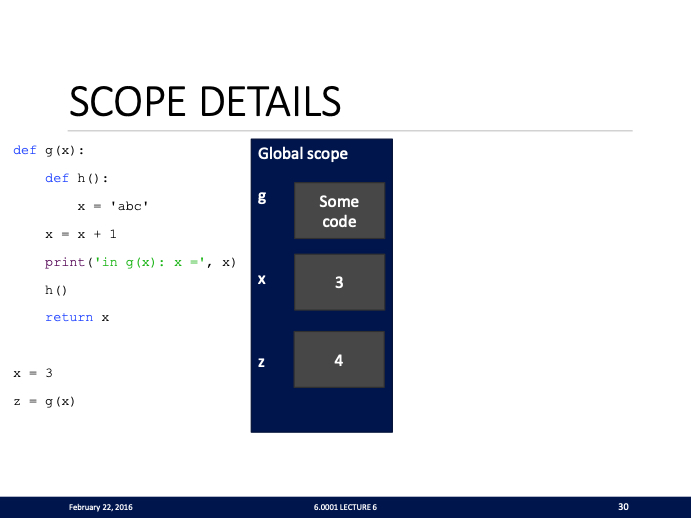 SCOPE DETAILS
def g(x):
    def h():
        x = 'abc'
    x = x + 1
    print('in g(x): x =', x)
    h()
    return x
x = 3
z = g(x)
Global scope
g
Some
code
x
3
z
4
February 22, 2016
6.0001 LECTURE 6
30